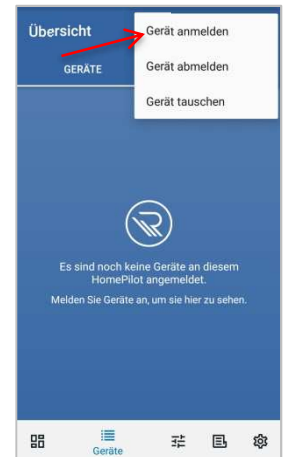 Übersicht
Gerät anmelden
GERÄTE
Gerät abmelden
Gerät tauschen
Es sind noch keine Geräte an diesem
HomePilot angemeldet.
Melden Sie Geräte an, um sie hier zu sehen.
Geräte